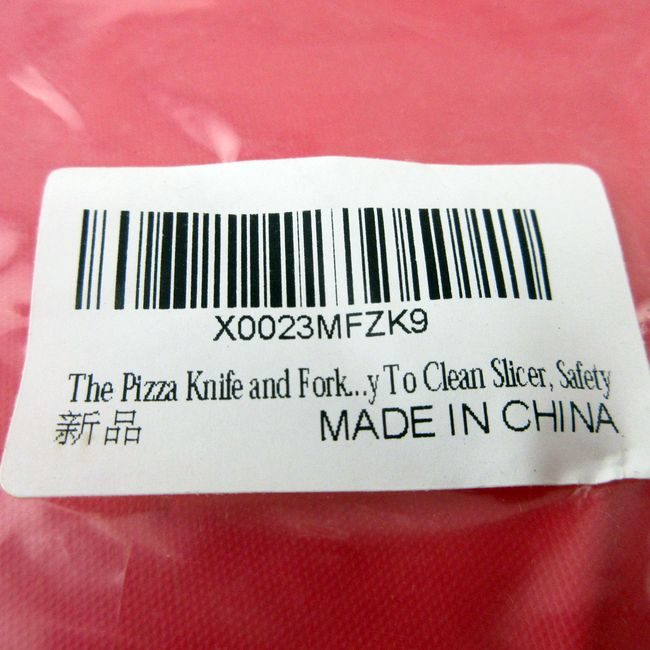 X0023MFZK9
The Pizza Knife and Fork...y To Clean Slicer, Safety
新品 MADE IN CHINA